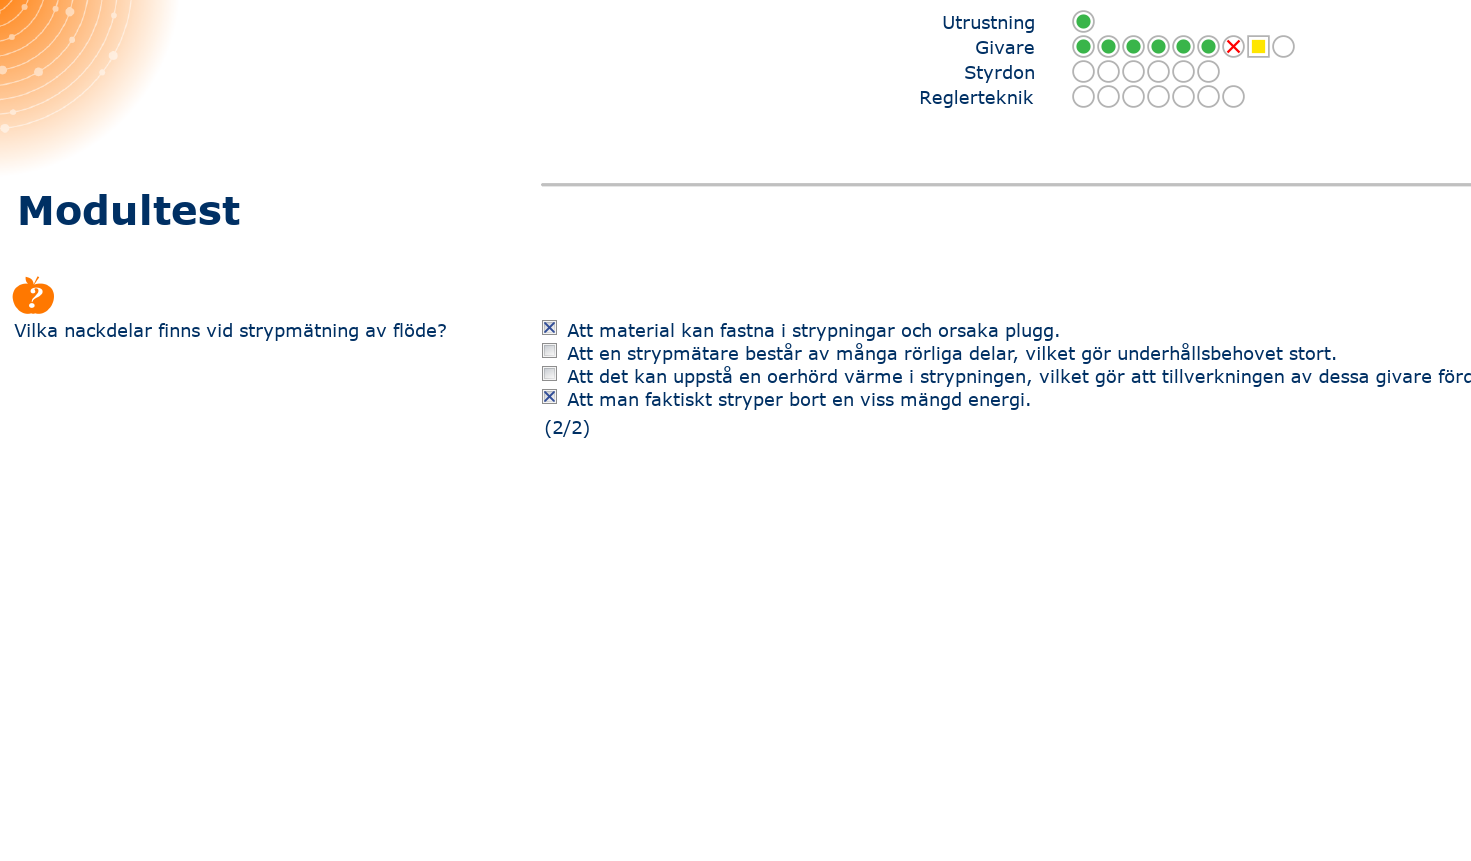 Utrustning
Givare
Styrdon
Reglerteknik
Modultest
?
Vilka nackdelar finns vid strypmätning av flöde?
Att material kan fastna i strypningar och orsaka plugg.
Att en strypmätare består av många rörliga delar, vilket gör underhållsbehovet stort.
Att det kan uppstå en oerhörd värme i strypningen, vilket gör att tillverkningen av dessa givare
Att man faktiskt stryper bort en viss mängd energi.
(2/2)